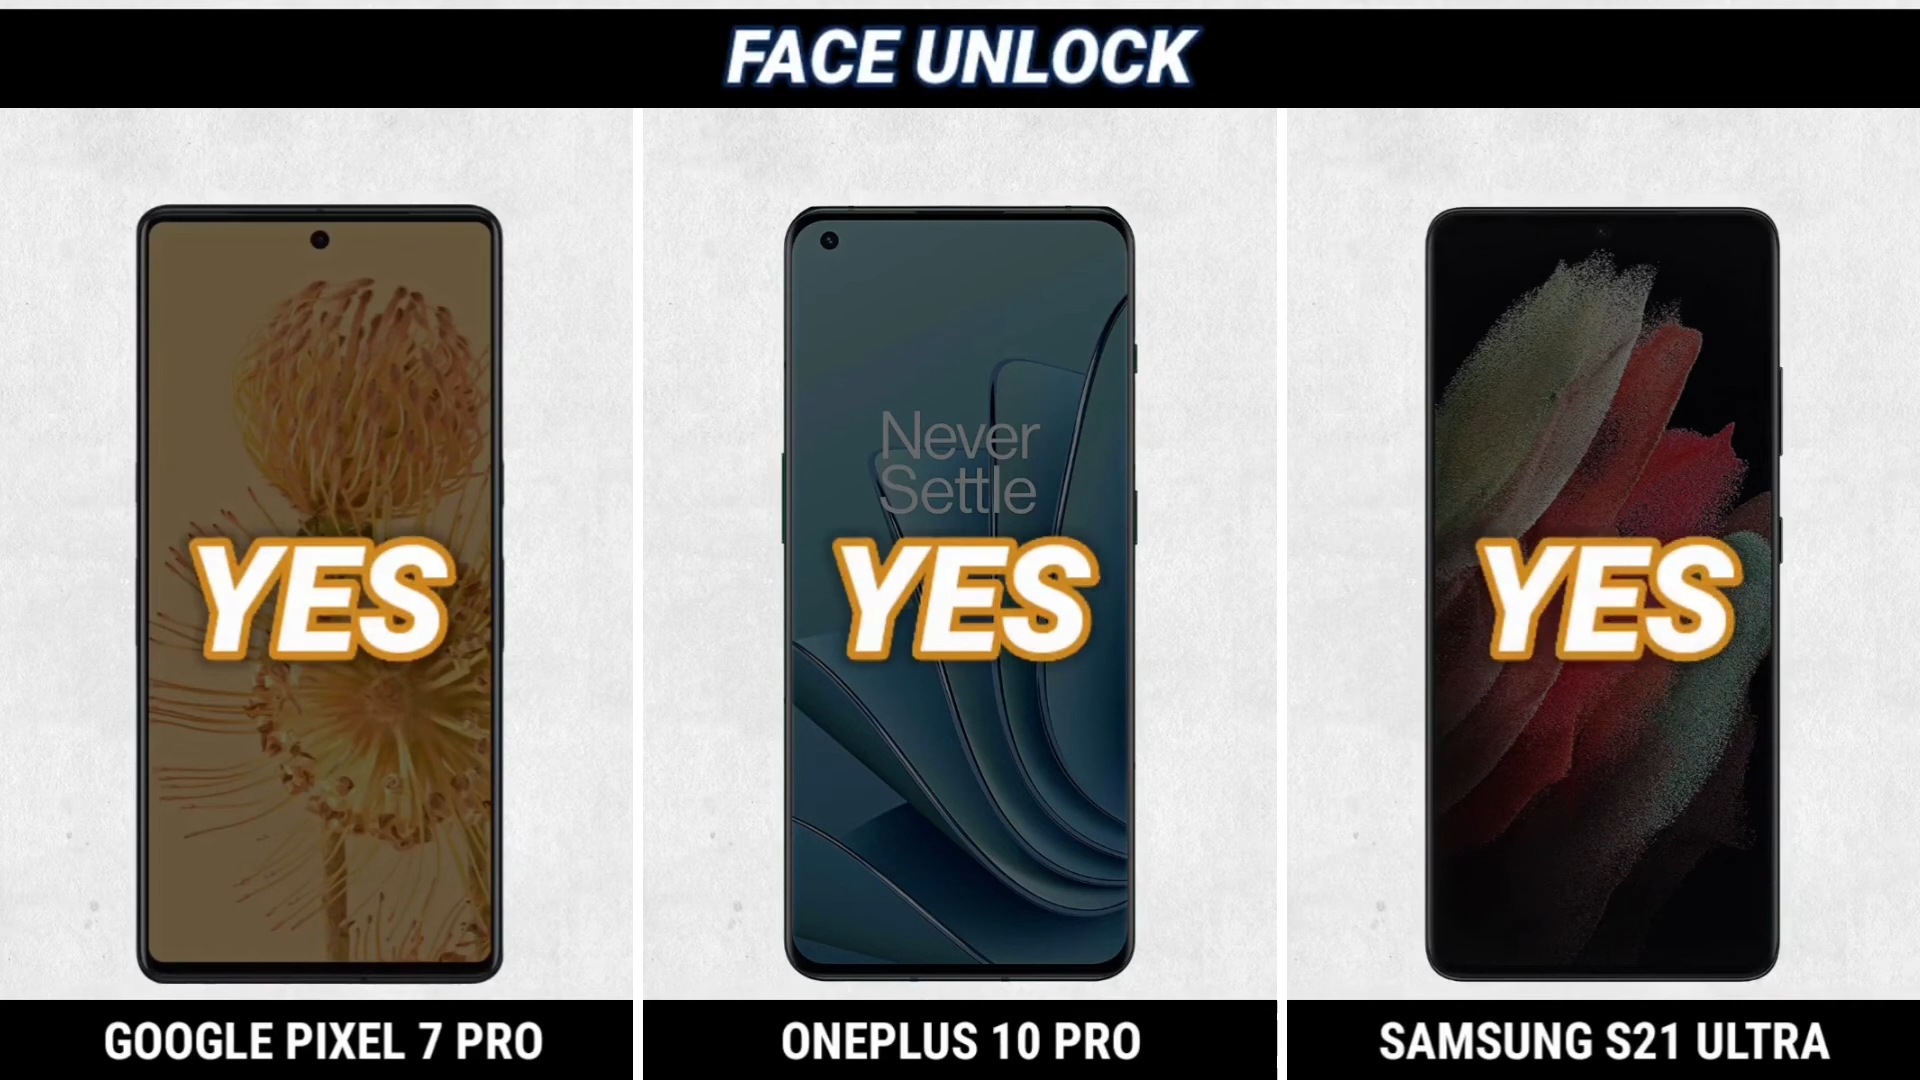 FACE UNLOCK
Never
Settle
YES
YES
YES
GOOGLE PIXEL 7 PRO
ONEPLUS 10 PRO
SAMSUNG S21 ULTRA